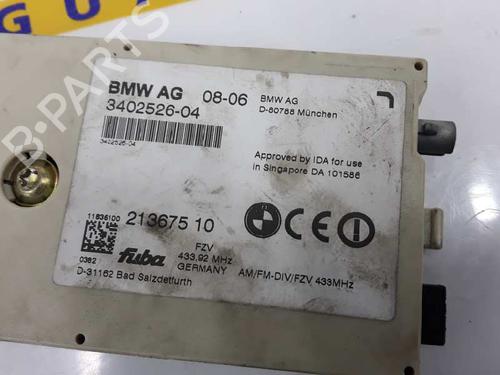 BMW AG 08-06 BMW AG
D-80788 München
3402526-04
3402526-04
Approved by IDA for use
in Singapore DA 101586
11836100
213675 10
FZV
433,92 MHz
0382 fuba
GERMANY AM/FM-DIV/FZV 433MHz
D-31162 Bad Salzdetfurth
CE
B-PARTS